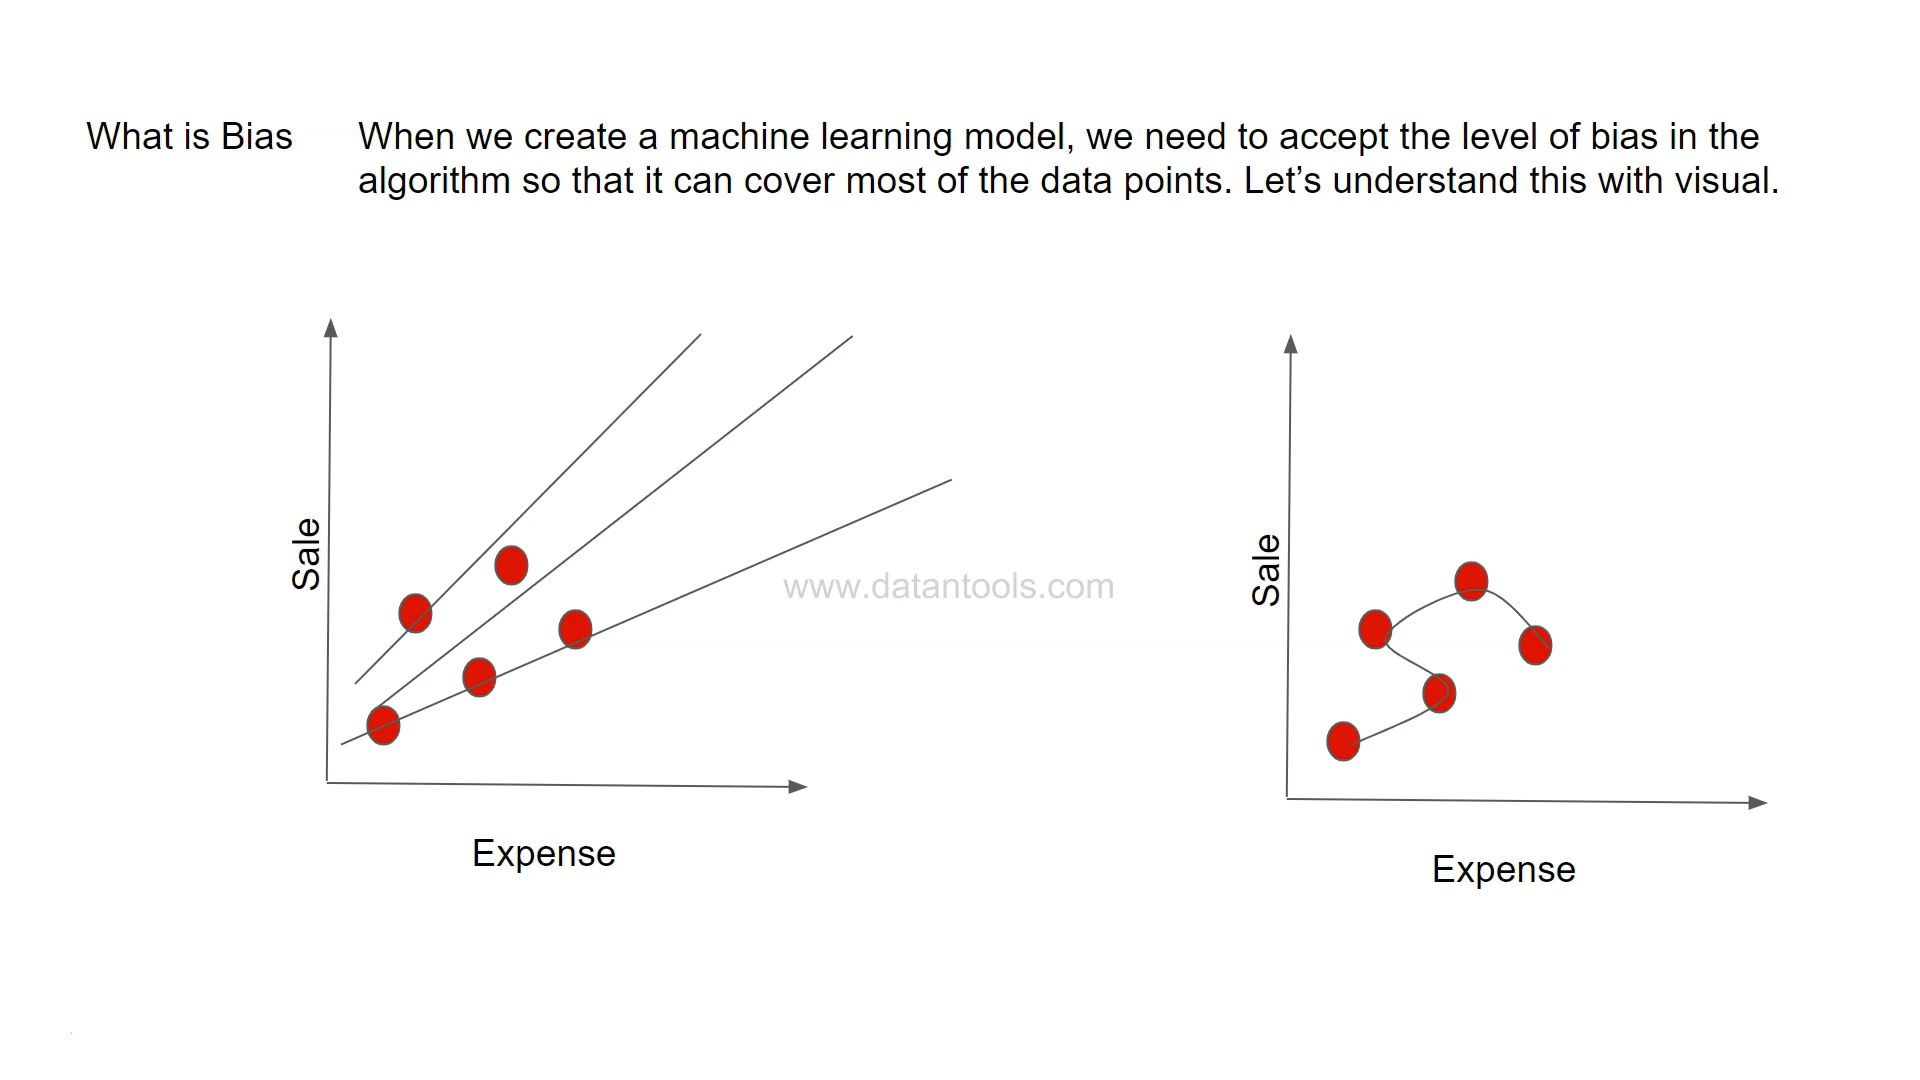 What is Bias
When we create a machine learning model, we need to accept the level of bias in the
algorithm so that it can cover most of the data points. Let’s understand this with visual.
Sale
Expense
www.datantools.com
Sale
Expense